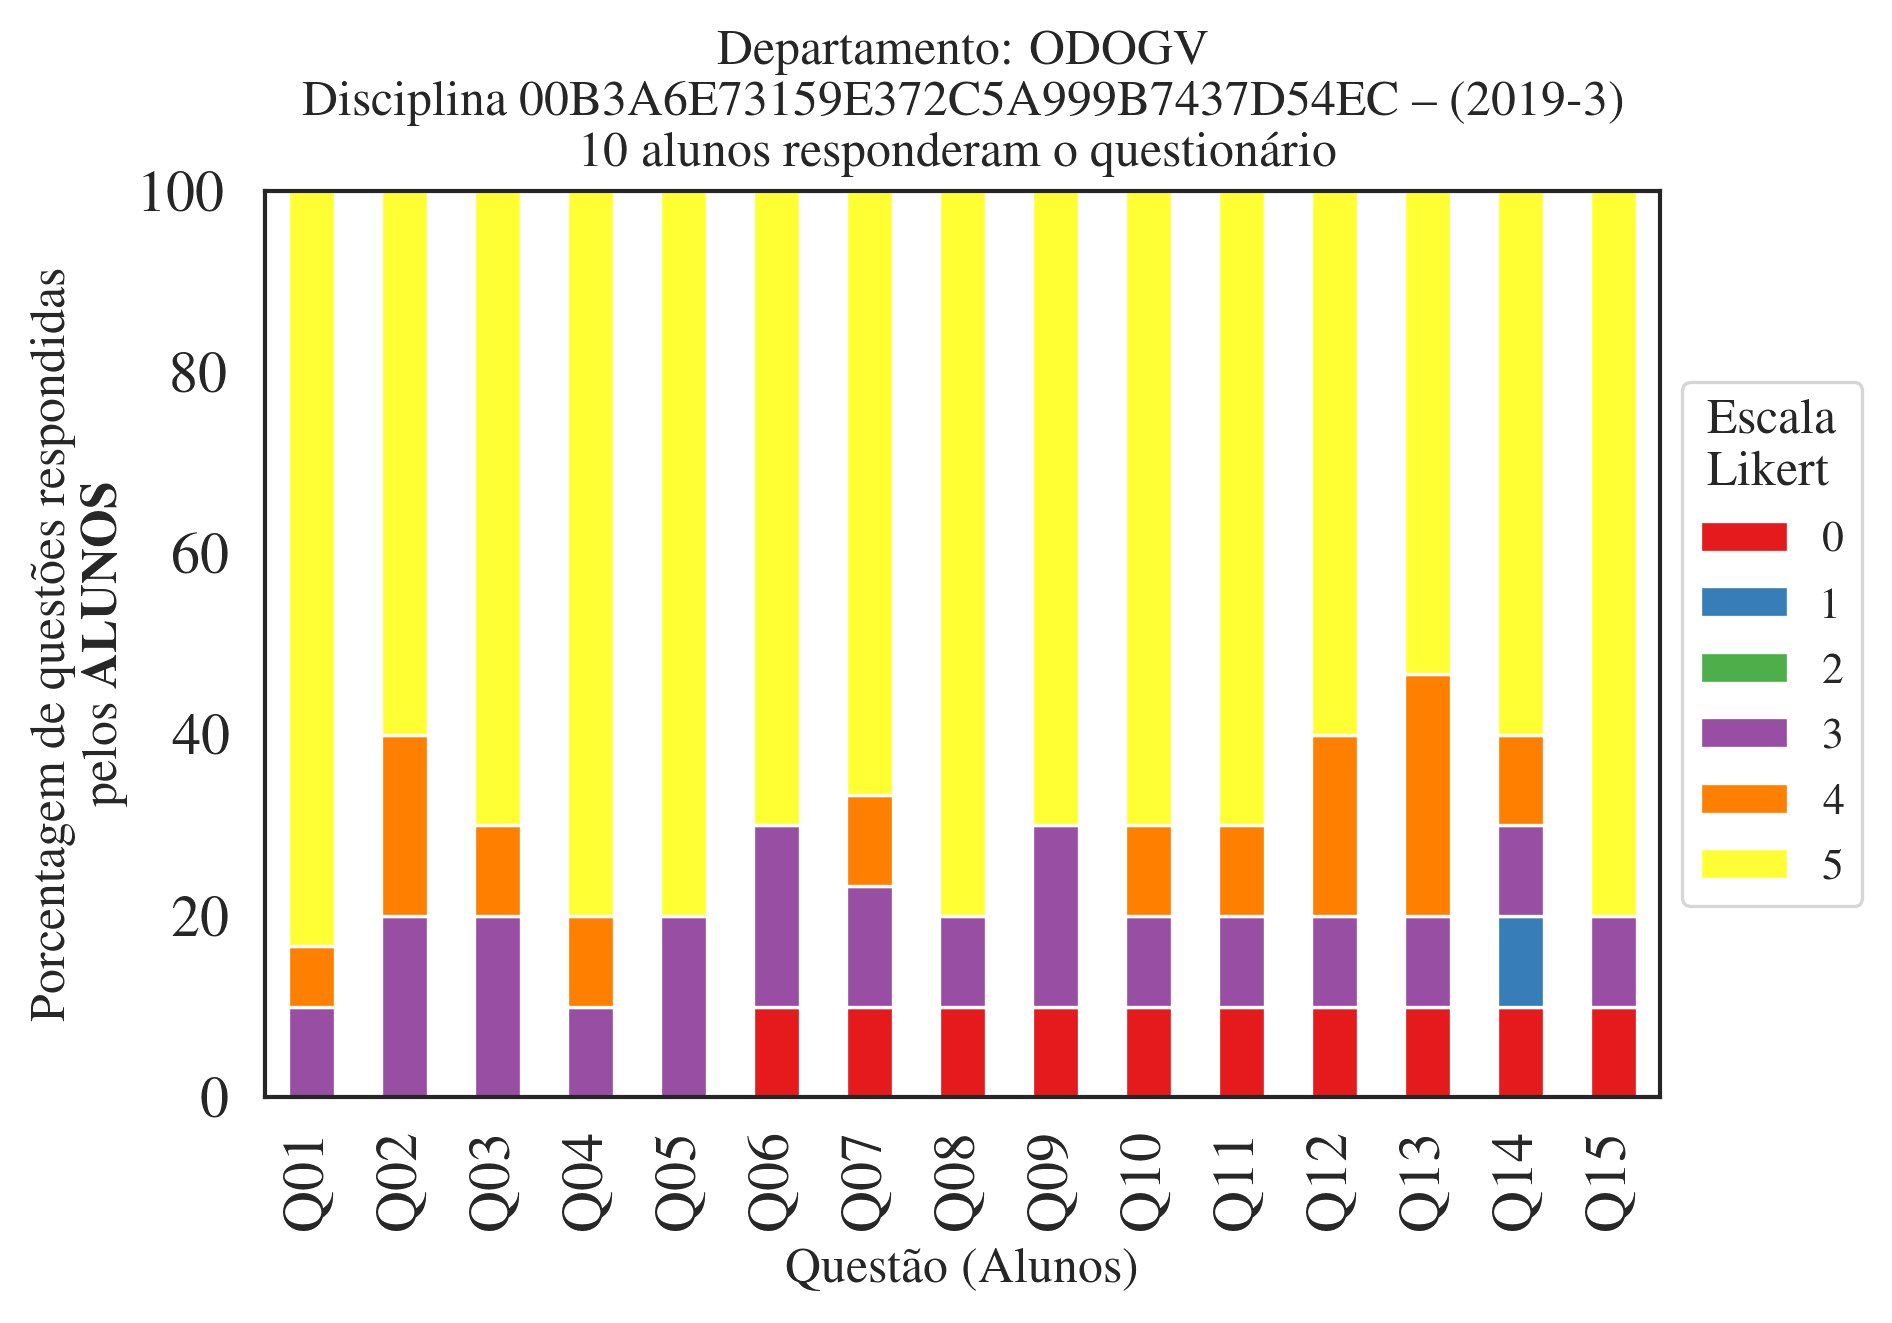 Departamento: ODOGV
Disciplina 00B3A6E73159E372C5A999B7437D54EC – (2019-3)
10 alunos responderam o questionário
Porcentagem de questões respondidas
pelos ALUNOS
100
80
60
40
20
0
Q01
Q02
Q03
Q04
Q05
Q06
Q07
Q08
Q09
Q10
Q11
Q12
Q13
Q14
Q15
Questão (Alunos)
Escala
Likert
0
1
2
3
4
5